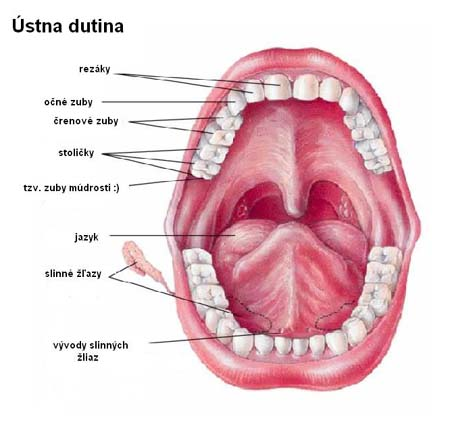 Ústna dutina
rezáky
očné zuby
črenové zuby
stoličky
tzv. zuby múdrosti :)
jazyk
slinné žľazy
vývody slinných
žliaz